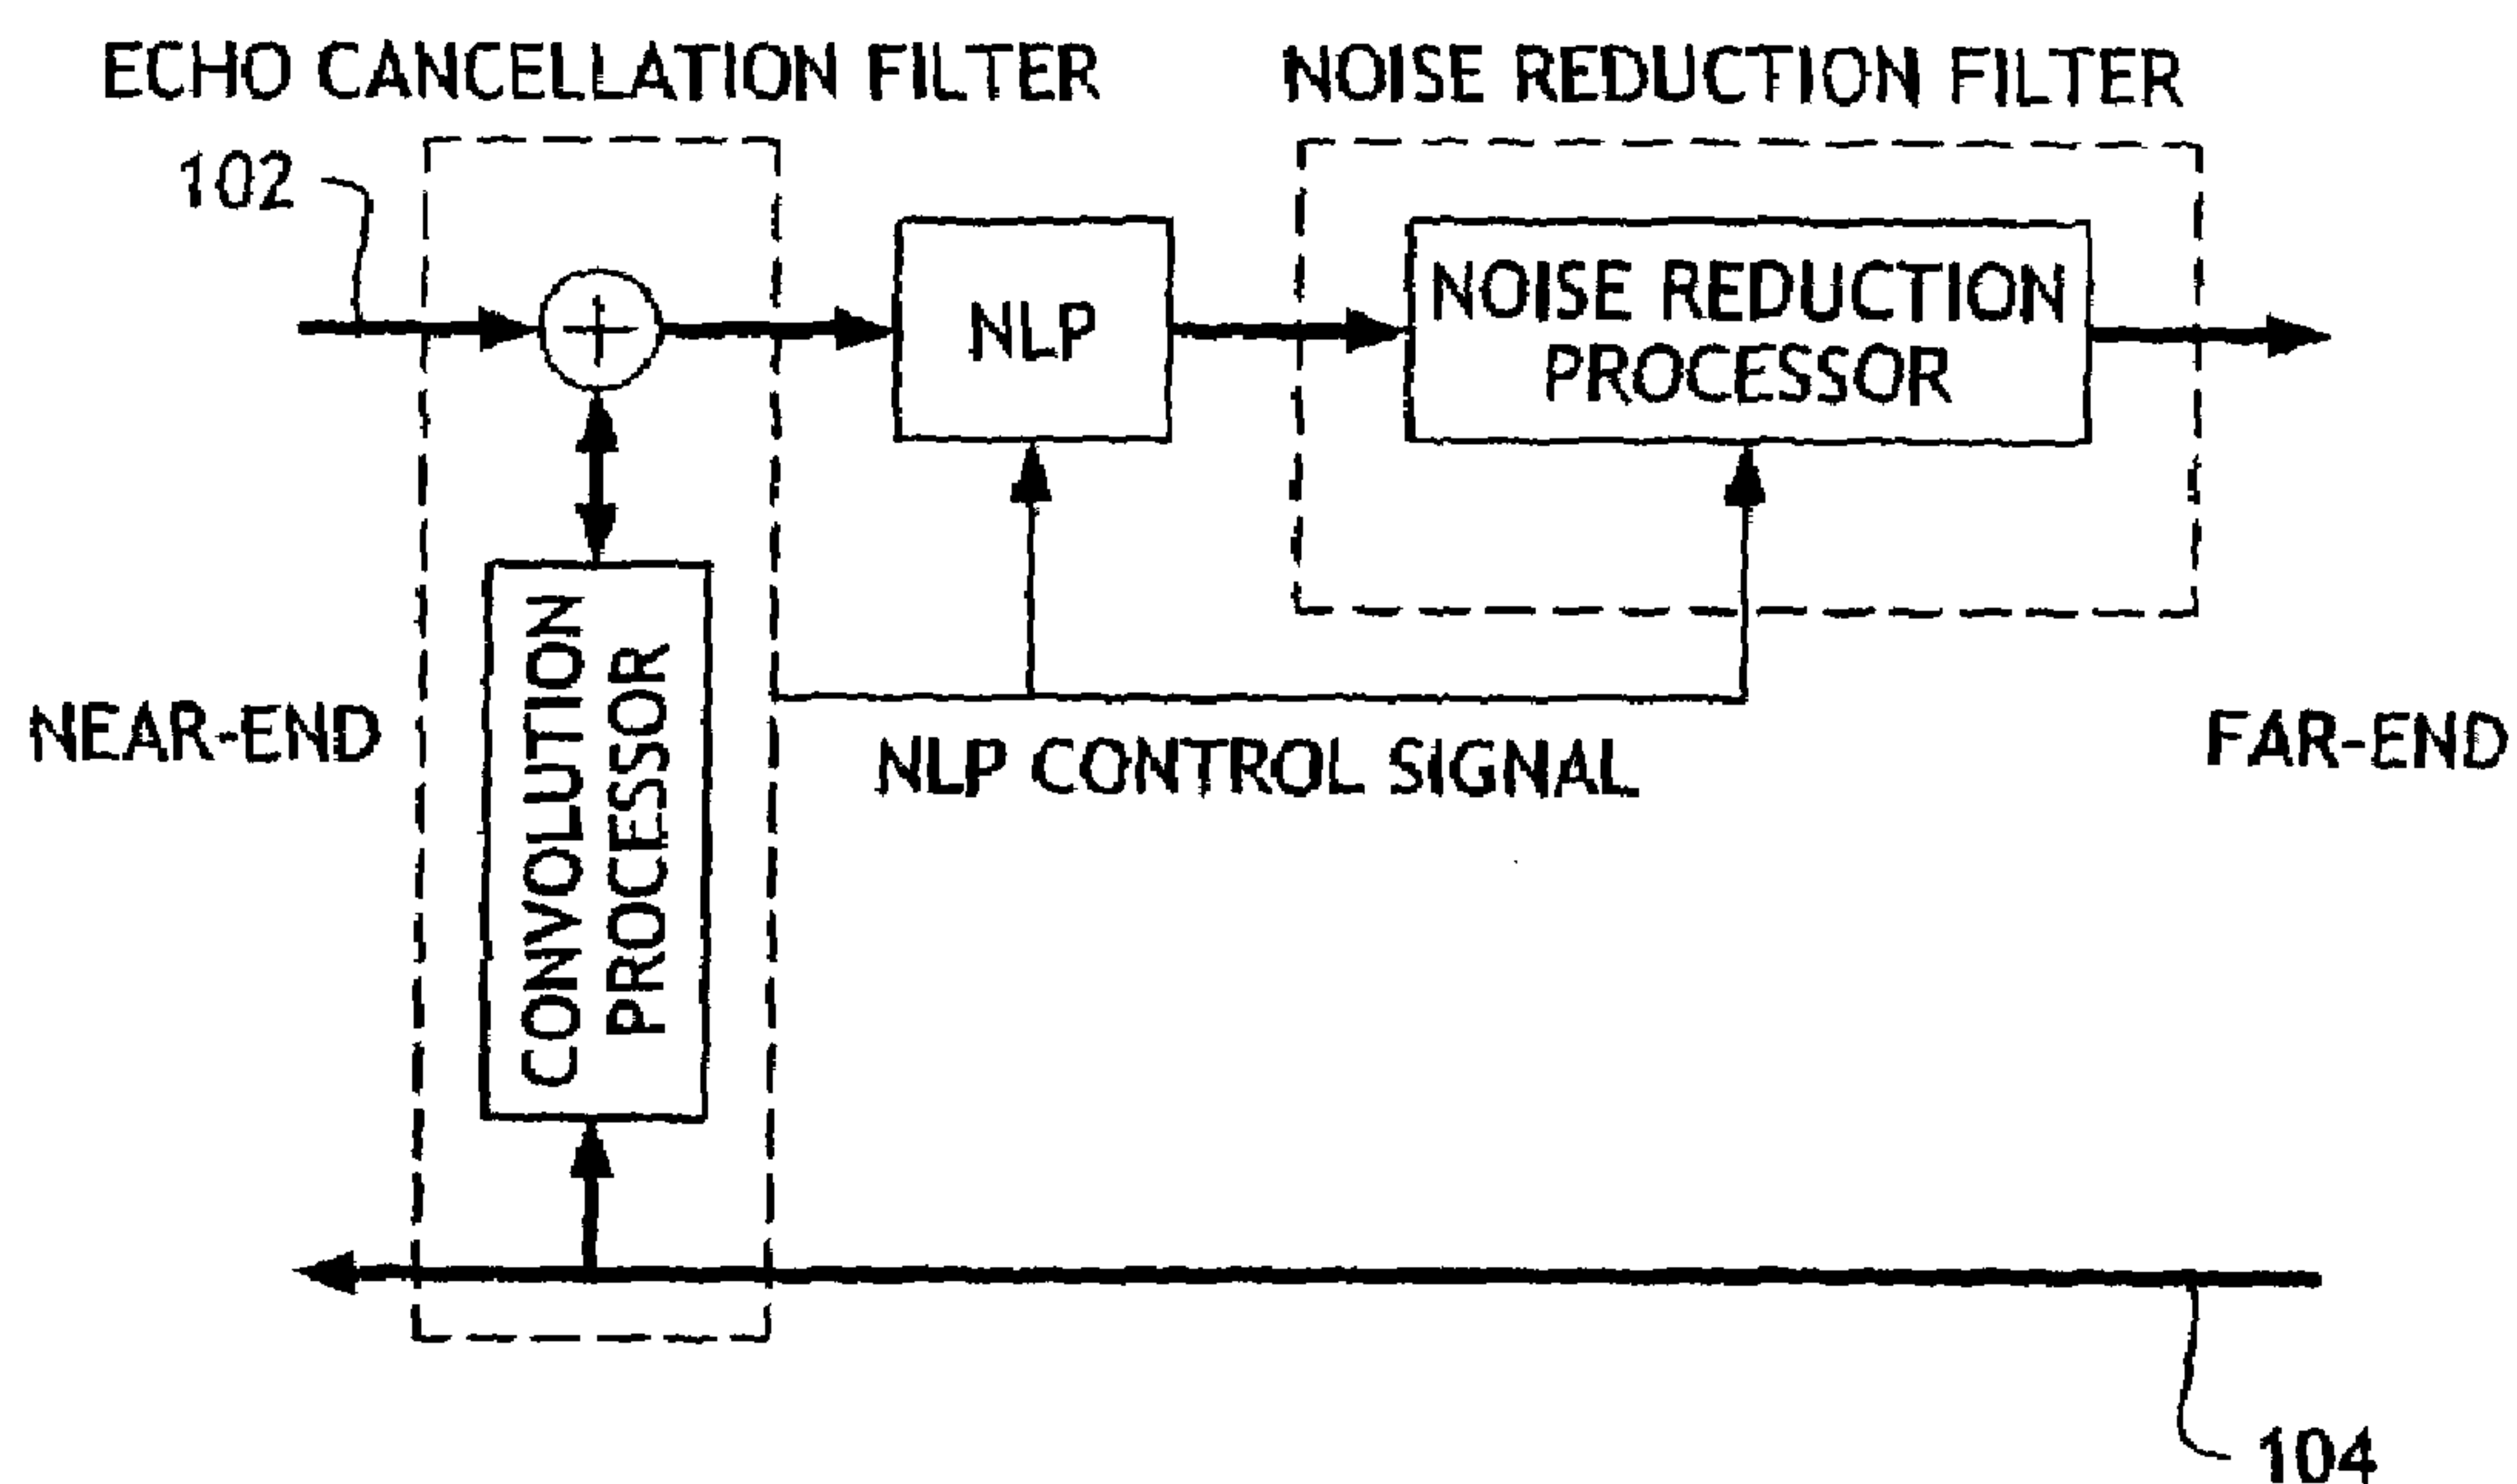 ECHO CANCELLATION FILTER
NOISE REDUCTION FILTER
102
NLP
NOISE REDUCTION
PROCESSOR
CONVOLUTION
PROCESSOR
NEAR-END
NLP CONTROL SIGNAL
FAR-END
104